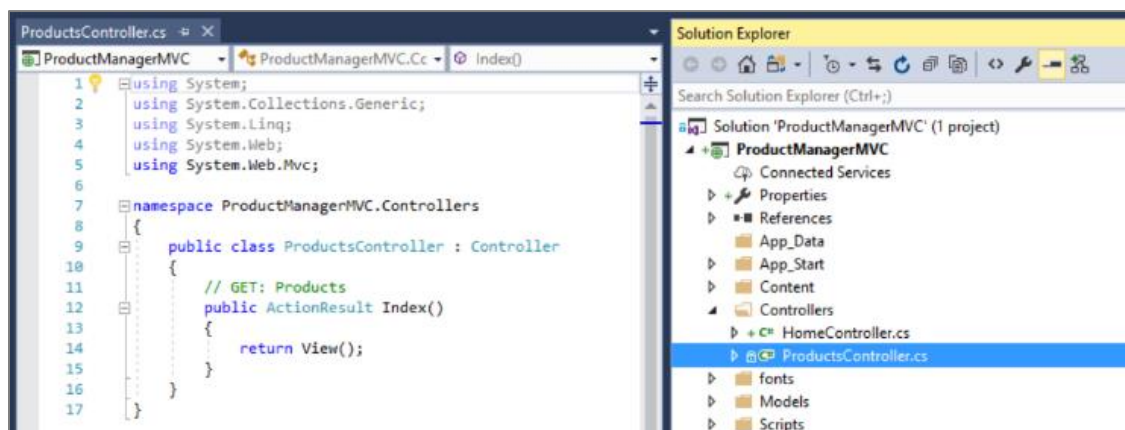 ProductsController.cs
ProductManagerMVC
ProductManagerMVC.Cc
Index()
1 using System;
2 using System.Collections.Generic;
3 using System.Linq;
4 using System.Web;
5 using System.Web.Mvc;
6
7 namespace ProductManagerMVC.Controllers
8 {
9 public class ProductsController : Controller
10 {
11 // GET: Products
12 public ActionResult Index()
13 {
14 return View();
15 }
16 }
17 }
Solution Explorer
Search Solution Explorer (Ctrl+;)
Solution 'ProductManagerMVC' (1 project)
ProductManagerMVC
Connected Services
Properties
References
App_Data
App_Start
Content
Controllers
C# HomeController.cs
C# ProductsController.cs
fonts
Models
Scripts